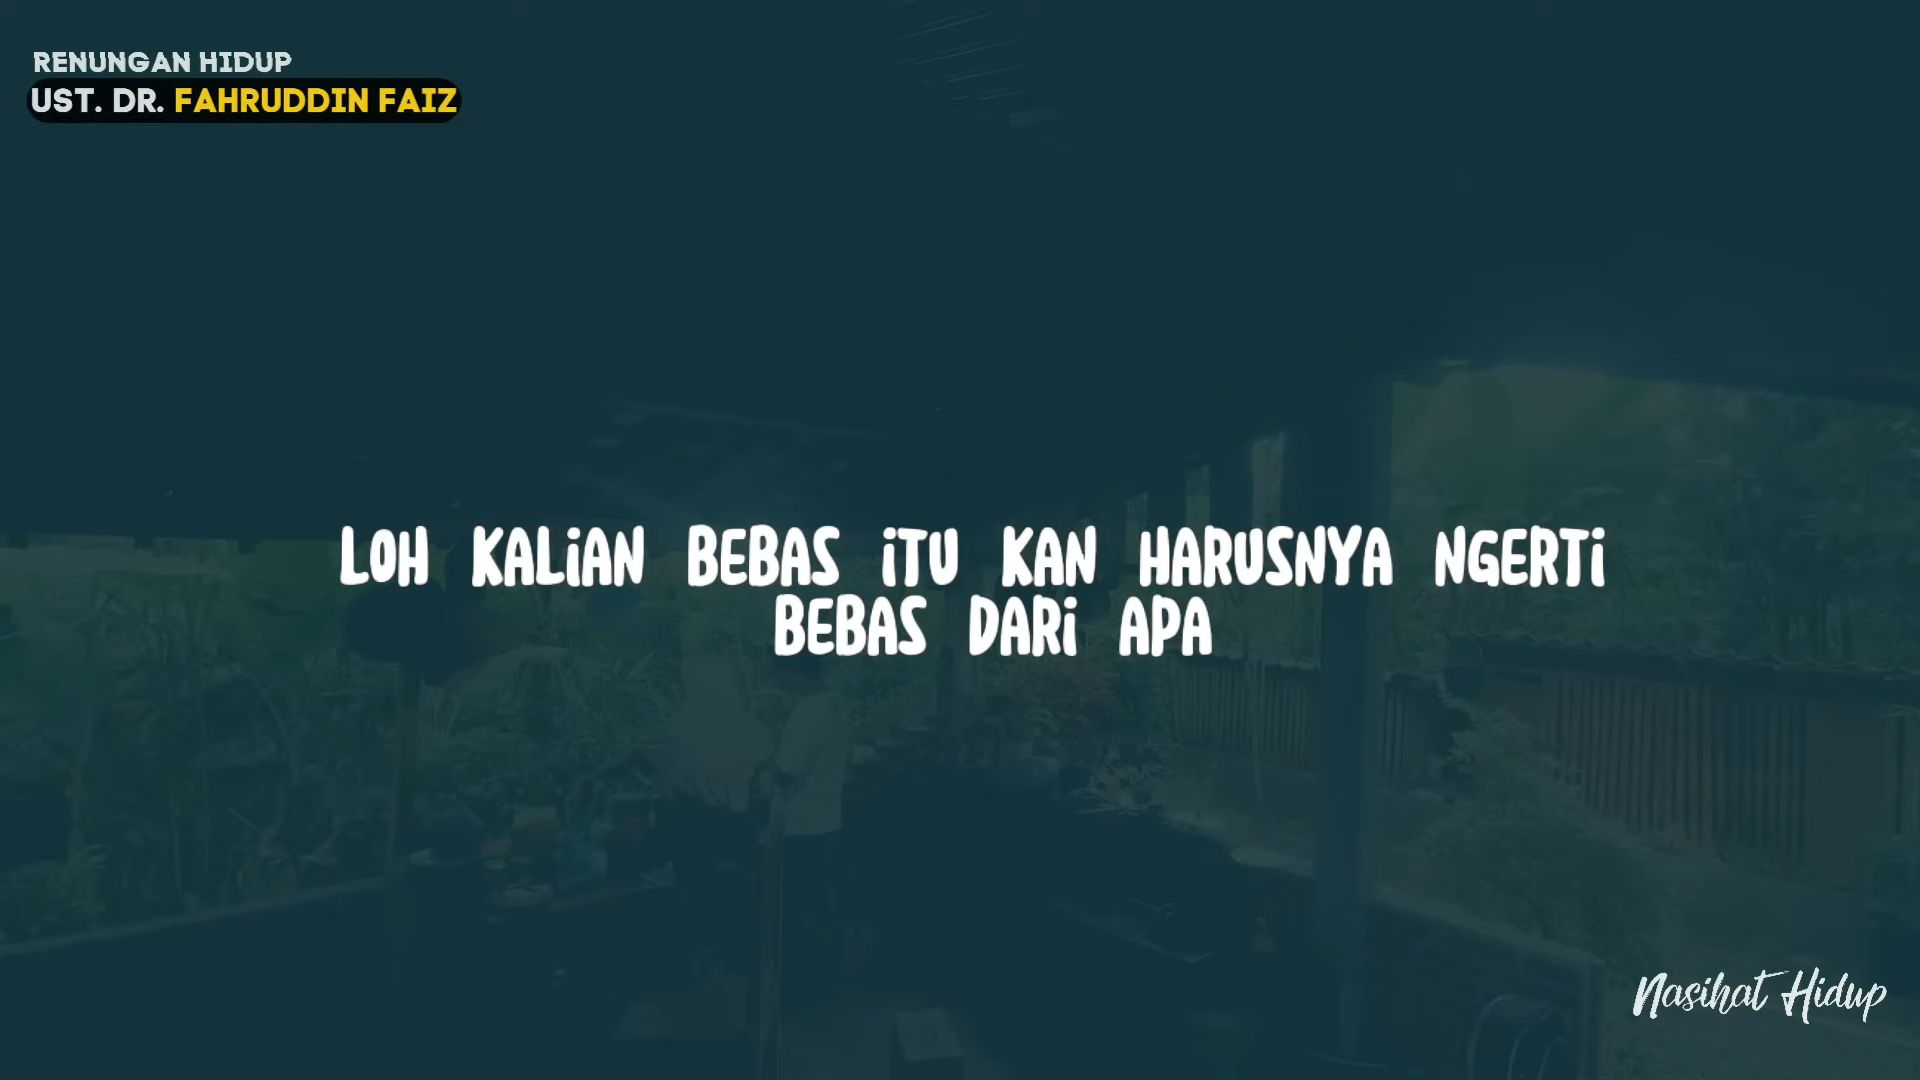 RENUNGAN HIDUP
UST. DR. FAHRUDDIN FAIZ
LOH KALiAN BEBAS iTU KAN HARUSNYA NGERTi
BEBAS DARi APA
Nasihat Hidup